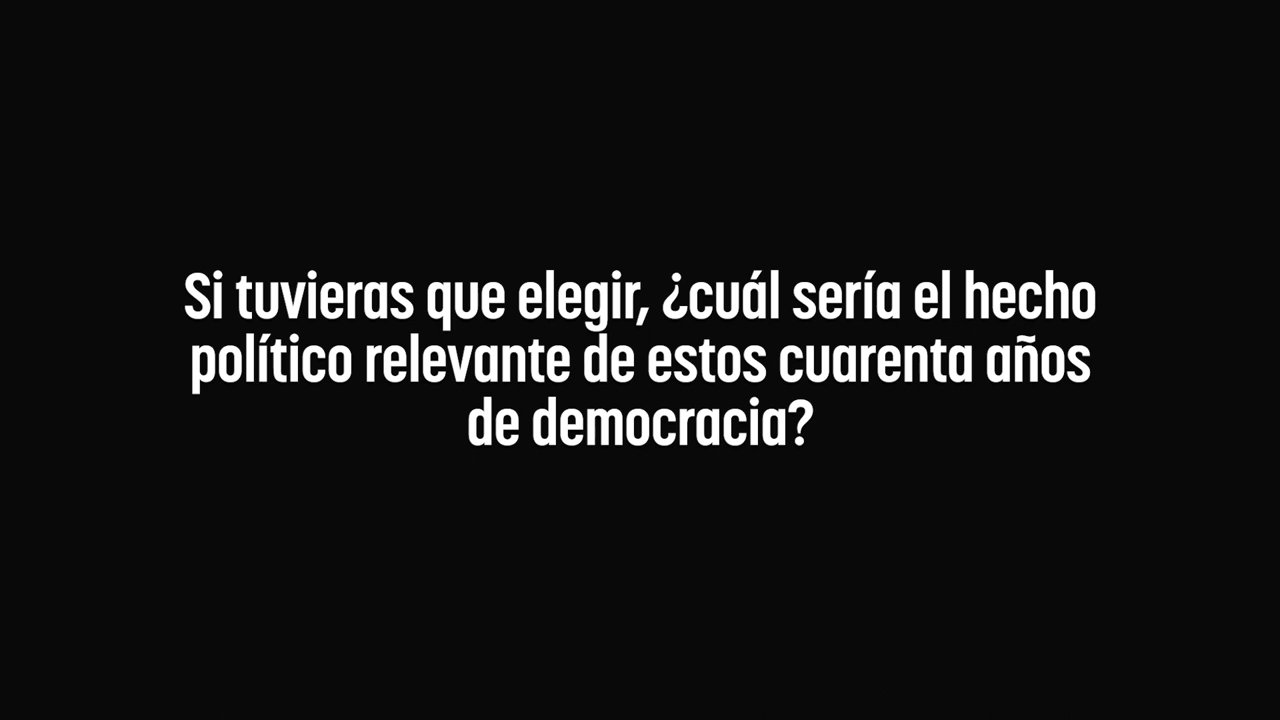 Si tuvieras que elegir, ¿cuál sería el hecho
político relevante de estos cuarenta años
de democracia?